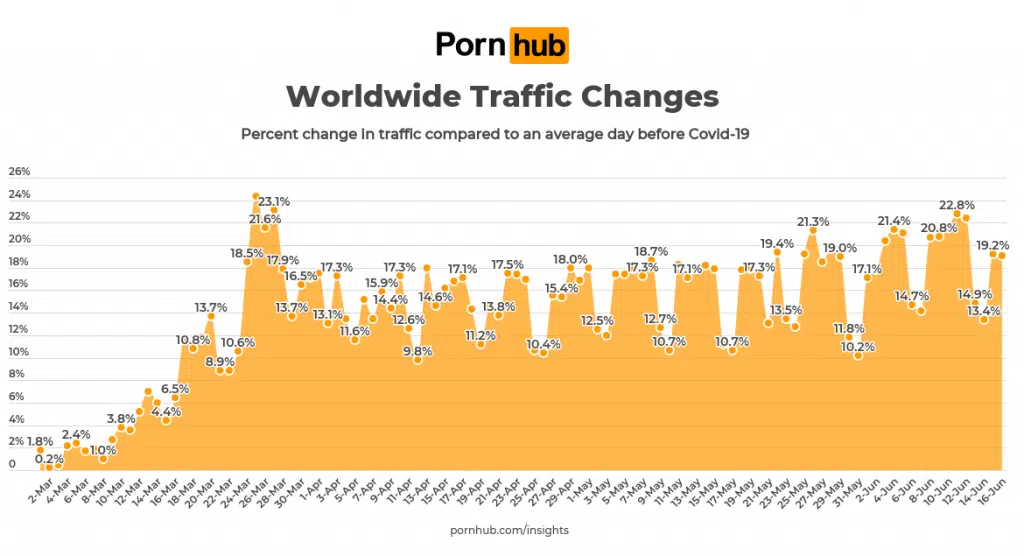 Porn hub
Worldwide Traffic Changes
Percent change in traffic compared to an average day before Covid-19
26%
24%
22%
20%
18%
16%
14%
12%
10%
8%
6%
4%
2%
0
1.8%
0.2%
2.4%
1.0%
3.8%
4.4%
6.5%
10.8%
13.7%
8.9%
10.6%
18.5%
21.6%
23.1%
17.9%
13.7%
16.5%
13.1%
17.3%
11.6%
15.9%
14.4%
17.3%
12.6%
9.8%
14.6%
17.1%
11.2%
13.8%
17.5%
10.4%
15.4%
18.0%
12.5%
17.3%
18.7%
12.7%
10.7%
17.1%
10.7%
17.3%
19.4%
13.5%
21.3%
19.0%
11.8%
10.2%
17.1%
21.4%
14.7%
20.8%
22.8%
14.9%
13.4%
19.2%
2-Mar
4-Mar
6-Mar
8-Mar
10-Mar
12-Mar
14-Mar
16-Mar
18-Mar
20-Mar
22-Mar
24-Mar
26-Mar
28-Mar
30-Mar
1-Apr
3-Apr
5-Apr
7-Apr
9-Apr
11-Apr
13-Apr
15-Apr
17-Apr
19-Apr
21-Apr
23-Apr
25-Apr
27-Apr
29-Apr
1-May
3-May
5-May
7-May
9-May
11-May
13-May
15-May
17-May
19-May
21-May
23-May
25-May
27-May
29-May
31-May
2-Jun
4-Jun
6-Jun
8-Jun
10-Jun
12-Jun
14-Jun
16-Jun
pornhub.com/insights